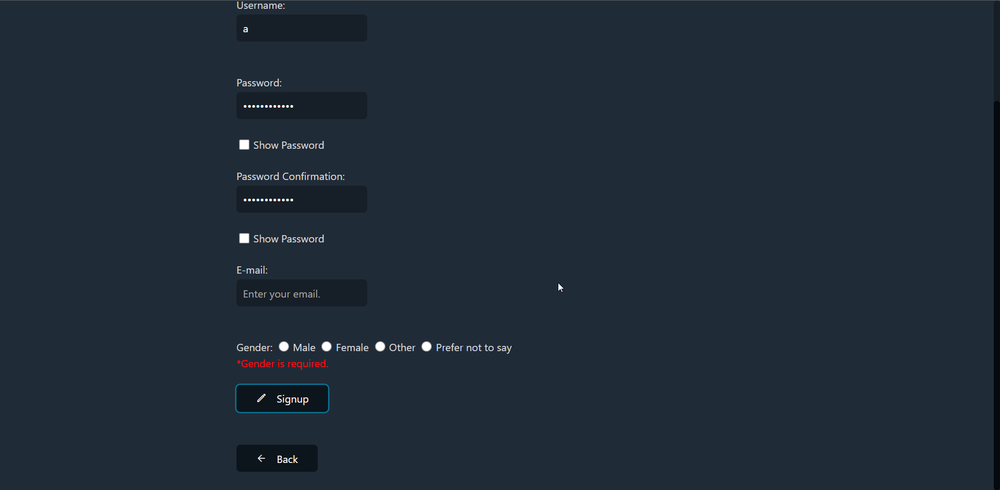 Username:
a
Password:
••••••••••••
Show Password
Password Confirmation:
••••••••••••
Show Password
E-mail:
Enter your email.
Gender: Male Female Other Prefer not to say
*Gender is required.
Signup
Back